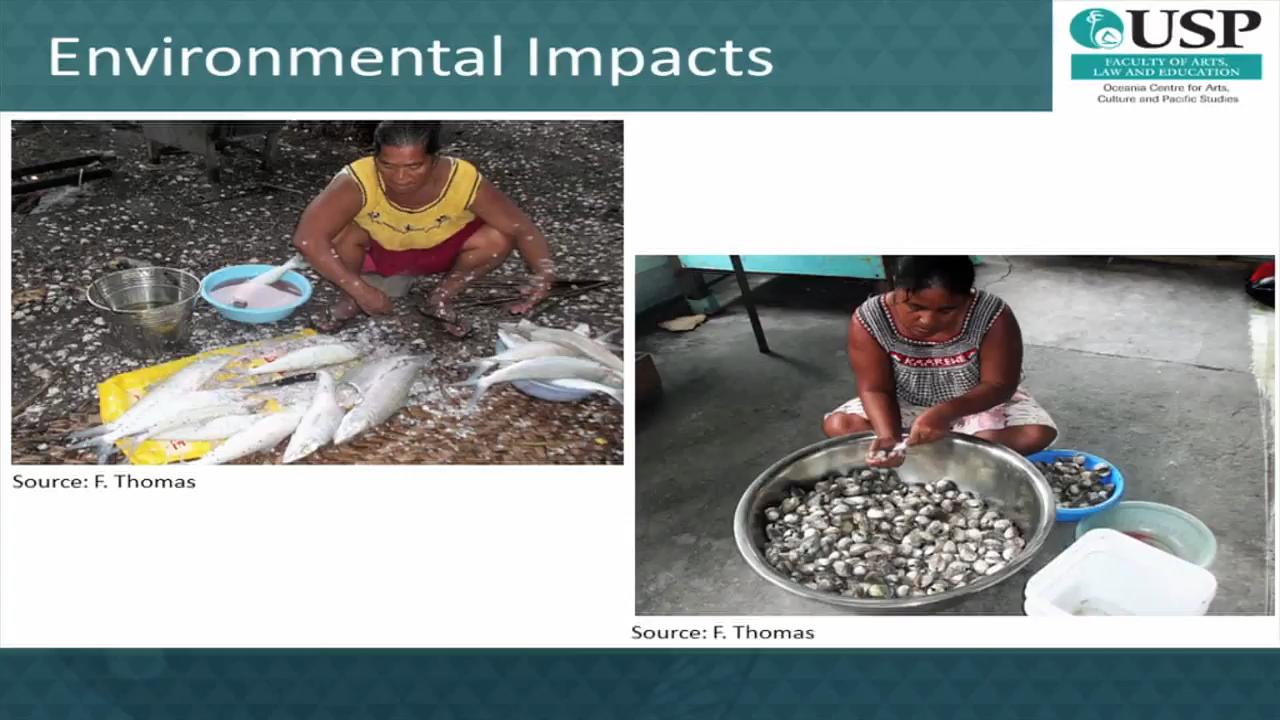 Environmental Impacts
USP
FACULTY OF ARTS,
LAW AND EDUCATION
Oceania Centre for Arts,
Culture and Pacific Studies
KAARENE
Source: F. Thomas
Source: F. Thomas